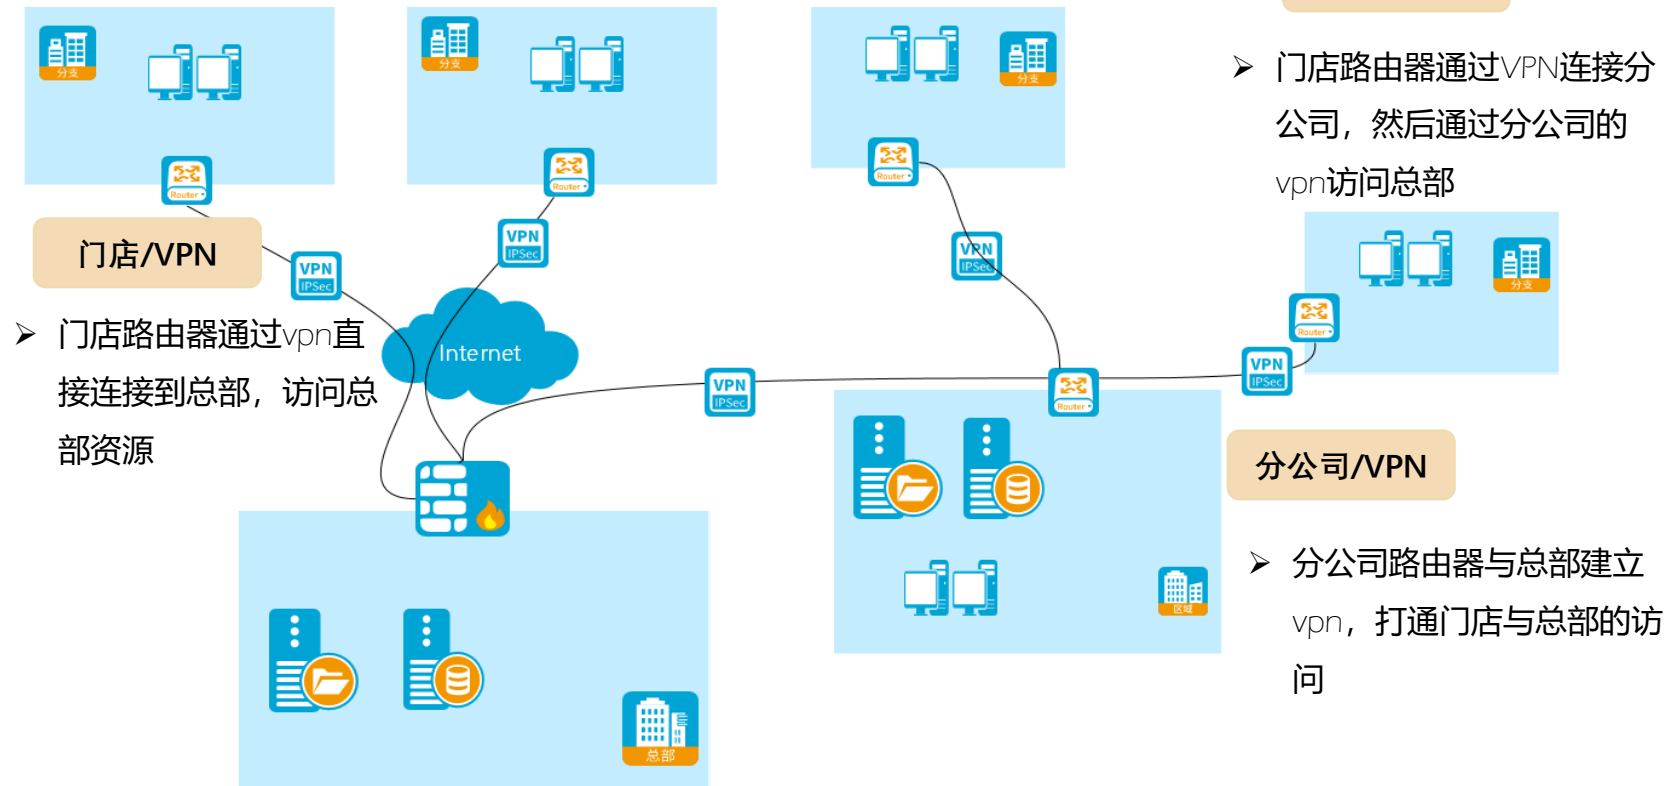 分支
分支
分支
Router
Router
Router
门店路由器通过VPN连接分
公司，然后通过分公司的
vpn访问总部
门店/VPN
VPN
IPSec
VPN
IPSec
VPN
IPSec
分支
Router
门店路由器通过vpn直
接连接到总部，访问总
部资源
Internet
VPN
IPSec
Router
VPN
IPSec
分公司/VPN
分公司路由器与总部建立
vpn，打通门店与总部的访
问
区域
总部